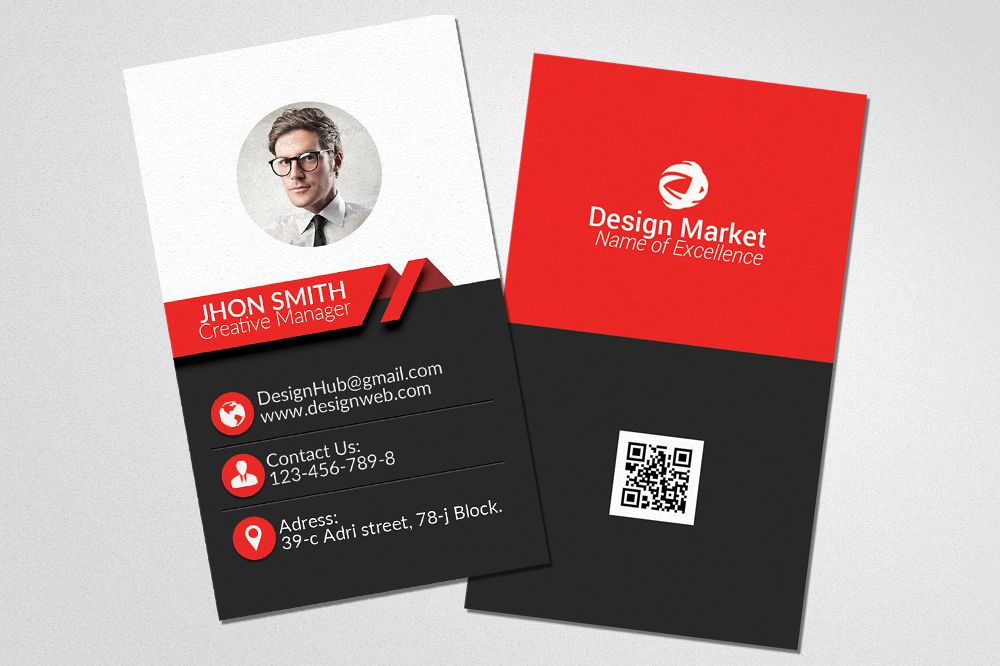 JHON SMITH
Creative Manager
DesignHub@gmail.com
www.designweb.com
Contact Us:
123-456-789-8
Adress:
39-c Adri street, 78-j Block.
Design Market
Name of Excellence